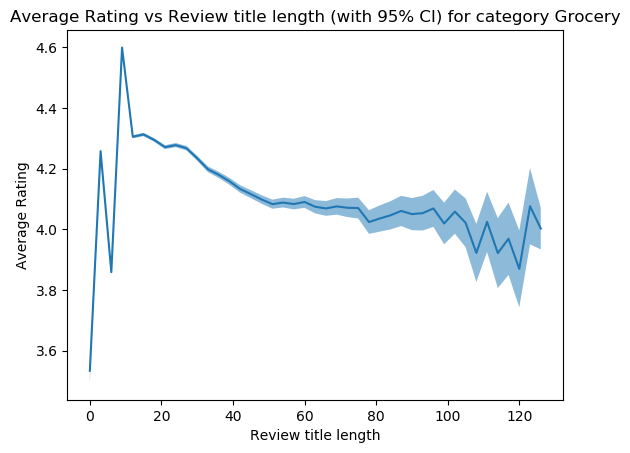 Average Rating vs Review title length (with 95% CI) for category Grocery
4.6
4.4
4.2
4.0
3.8
3.6
Average Rating
0 20 40 60 80 100 120
Review title length